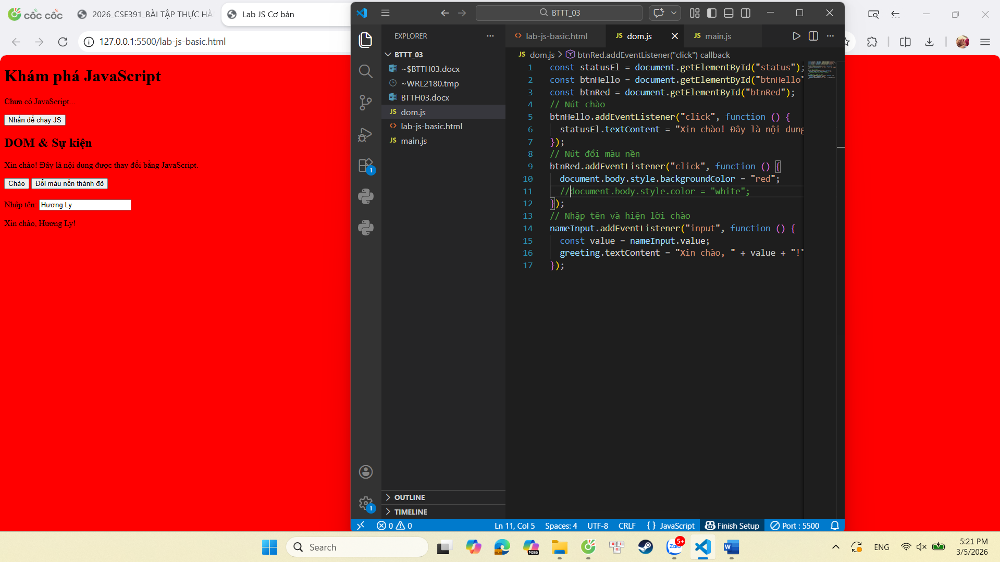 cốc cốc
2026_CSE391_BÀI TẬP THỰC HÀ
Lab JS Cơ bản
127.0.0.1:5500/lab-js-basic.html
Khám phá JavaScript
Chưa có JavaScript...
Nhấn để chạy JS
DOM & Sự kiện
Xin chào! Đây là nội dung được thay đổi bằng JavaScript.
Chào
Đổi màu nền thành đỏ
Nhập tên: Hương Ly
Xin chào, Hương Ly!
BTTT_03
EXPLORER
BTTT_03
~$BTTH03.docx
~WRL2180.tmp
BTTH03.docx
dom.js
lab-js-basic.html
main.js
OUTLINE
TIMELINE
lab-js-basic.html
dom.js
main.js
dom.js > btnRed.addEventListener("click") callback
1 const statusEl = document.getElementById("status");
2 const btnHello = document.getElementById("btnHello"
3 const btnRed = document.getElementById("btnRed");
4 // Nút chào
5 btnHello.addEventListener("click", function () {
6 statusEl.textContent = "Xin chào! Đây là nội dung
7 });
8 // Nút đổi màu nền
9 btnRed.addEventListener("click", function () {
10 document.body.style.backgroundColor = "red";
11 //document.body.style.color = "white";
12 });
13 // Nhập tên và hiện lời chào
14 nameInput.addEventListener("input", function () {
15 const value = nameInput.value;
16 greeting.textContent = "Xin chào, " + value + "!"
17 });
1
1
0 0
Ln 11, Col 5
Spaces: 4
UTF-8
CRLF
{ } JavaScript
Finish Setup
Port : 5500
Search
M365
Zalo
5+
ENG
5:21 PM
3/5/2026